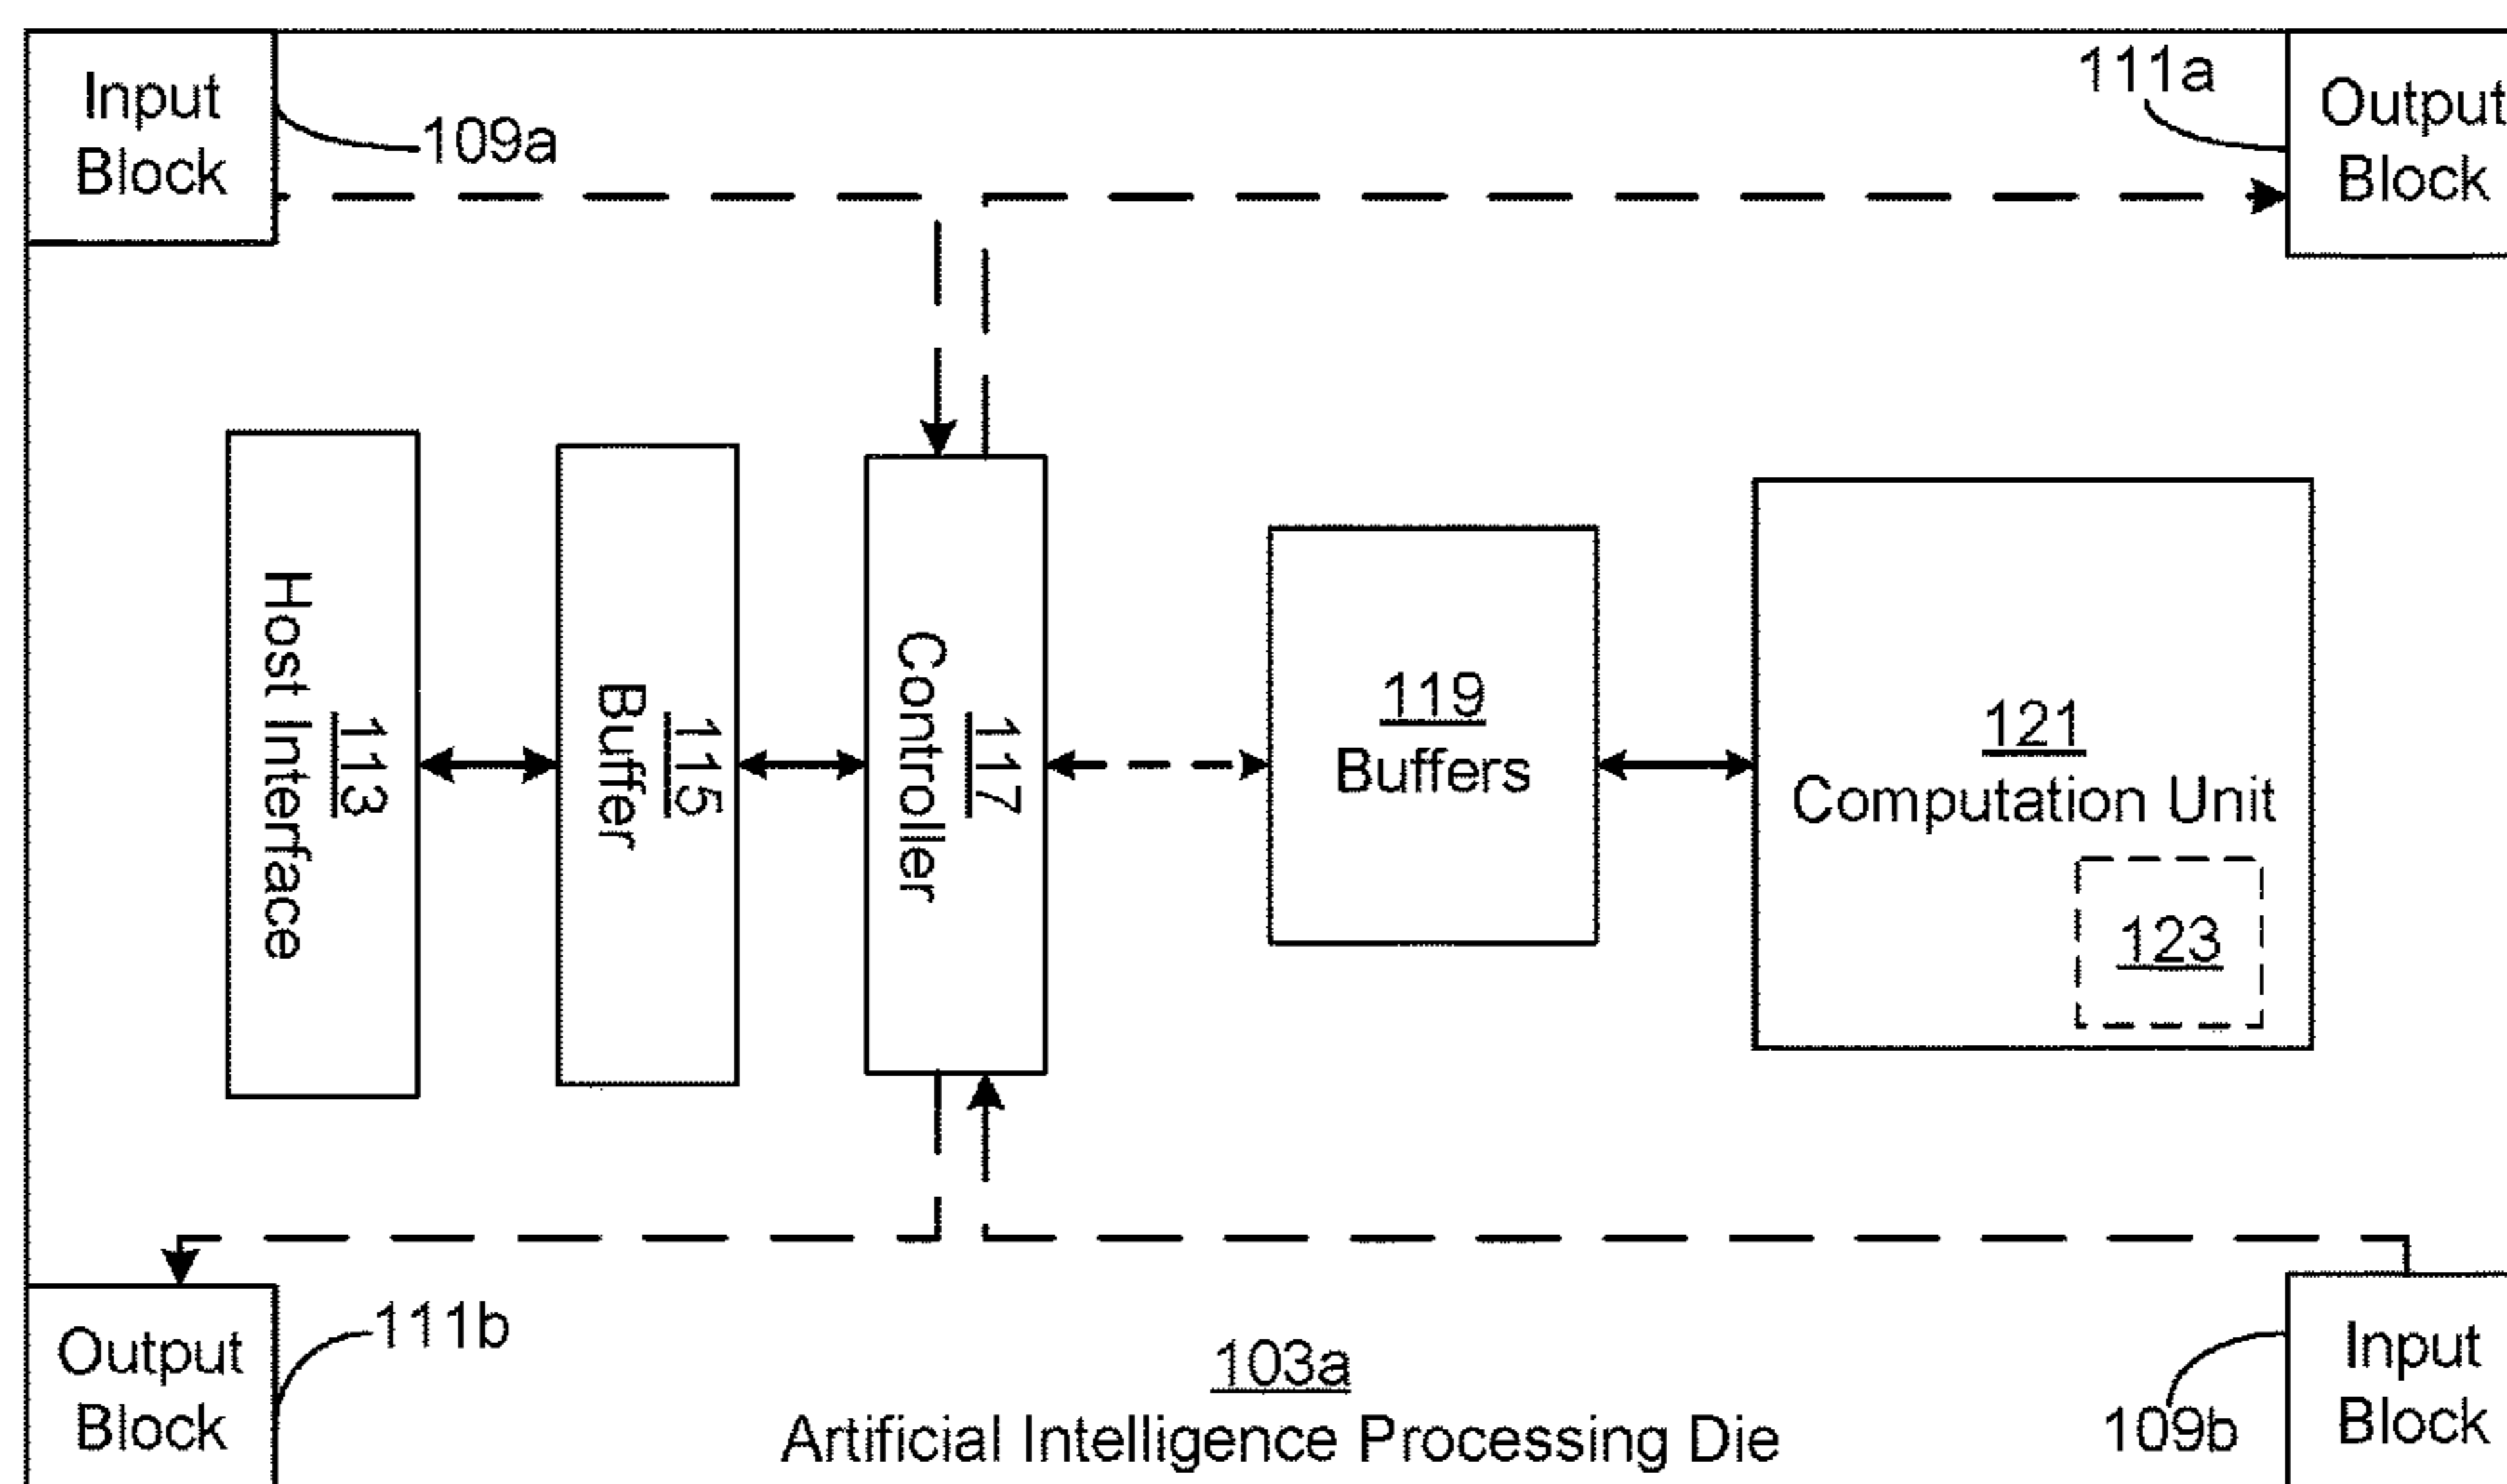 Input
Block
109a
111a
Output
Block
113
Host Interface
115
Buffer
117
Controller
119
Buffers
121
Computation Unit
123
Output
Block
111b
103a
Artificial Intelligence Processing Die
109b
Input
Block